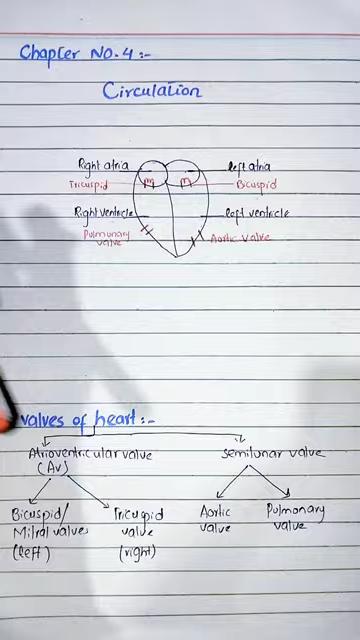 Chapter No.4:-
Circulation
Right atria left atria
Tricuspid Bicuspid
Right ventricle left ventricle
Pulmonary valve Aortic valve
valves of heart:-
Atrioventricular valve (AV)
Semilunar valve
Bicuspid/
Mitral valves
(left)
Tricuspid
valve
(right)
Aortic
valve
Pulmonary
valve